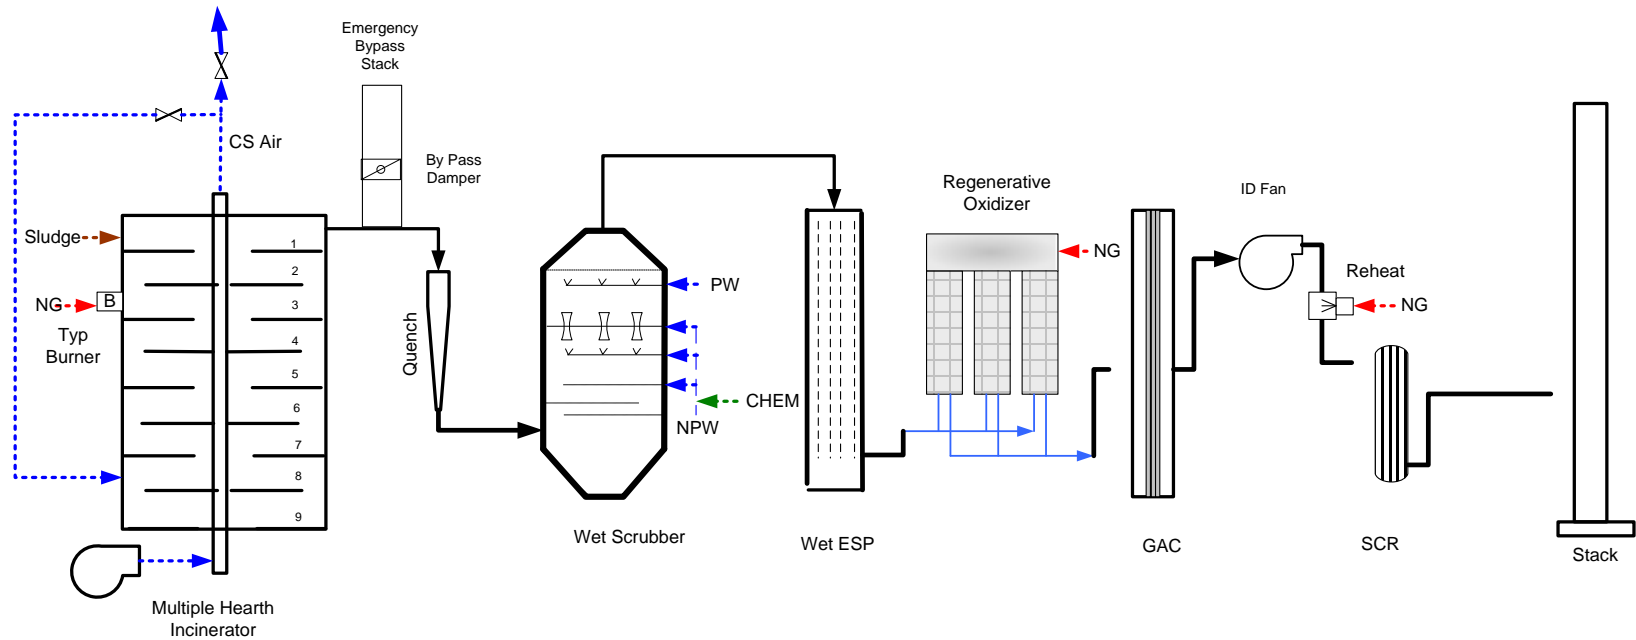 Emergency
Bypass
Stack
CS Air
By Pass
Damper
Regenerative
Oxidizer
ID Fan
Sludge
1
2
NG
B
3
Typ
Burner
4
5
6
7
8
9
Quench
PW
CHEM
NPW
NG
Reheat
NG
Wet Scrubber
Wet ESP
GAC
SCR
Stack
Multiple Hearth
Incinerator